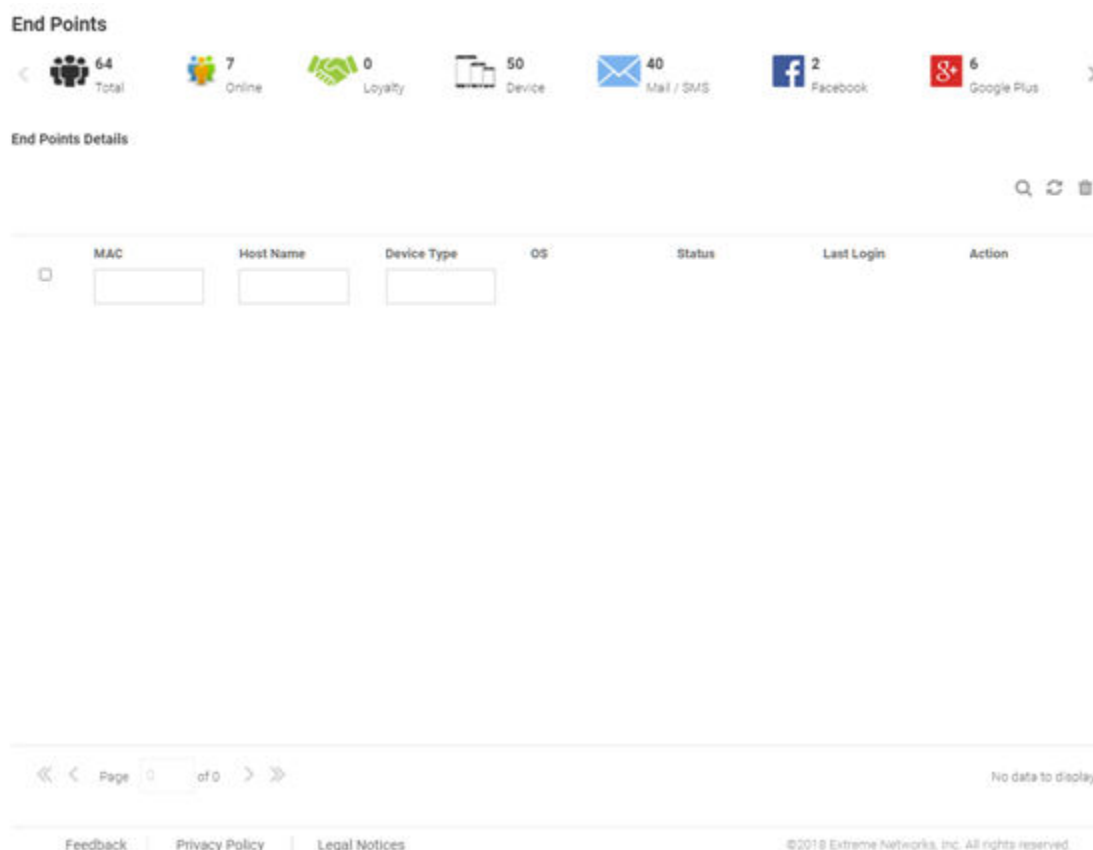 End Points
64 7 0 50 40 2 6
Total Online Loyalty Device Mail / SMS Facebook Google Plus
End Points Details
MAC Host Name Device Type OS Status Last Login Action
Page 0 of 0 No data to display
Feedback Privacy Policy Legal Notices ©2018 Extreme Networks, Inc. All rights reserved.